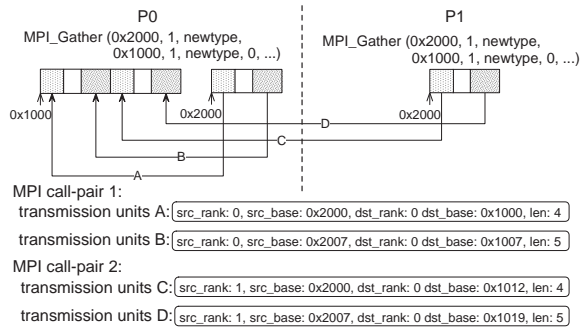 P0
P1
MPI_Gather (0x2000, 1, newtype,
0x1000, 1, newtype, 0, ...)
MPI_Gather (0x2000, 1, newtype,
0x1000, 1, newtype, 0, ...)
0x1000
0x2000
0x2000
D
C
B
A
MPI call-pair 1:
transmission units A: src_rank: 0, src_base: 0x2000, dst_rank: 0 dst_base: 0x1000, len: 4
transmission units B: src_rank: 0, src_base: 0x2007, dst_rank: 0 dst_base: 0x1007, len: 5
MPI call-pair 2:
transmission units C: src_rank: 1, src_base: 0x2000, dst_rank: 0 dst_base: 0x1012, len: 4
transmission units D: src_rank: 1, src_base: 0x2007, dst_rank: 0 dst_base: 0x1019, len: 5